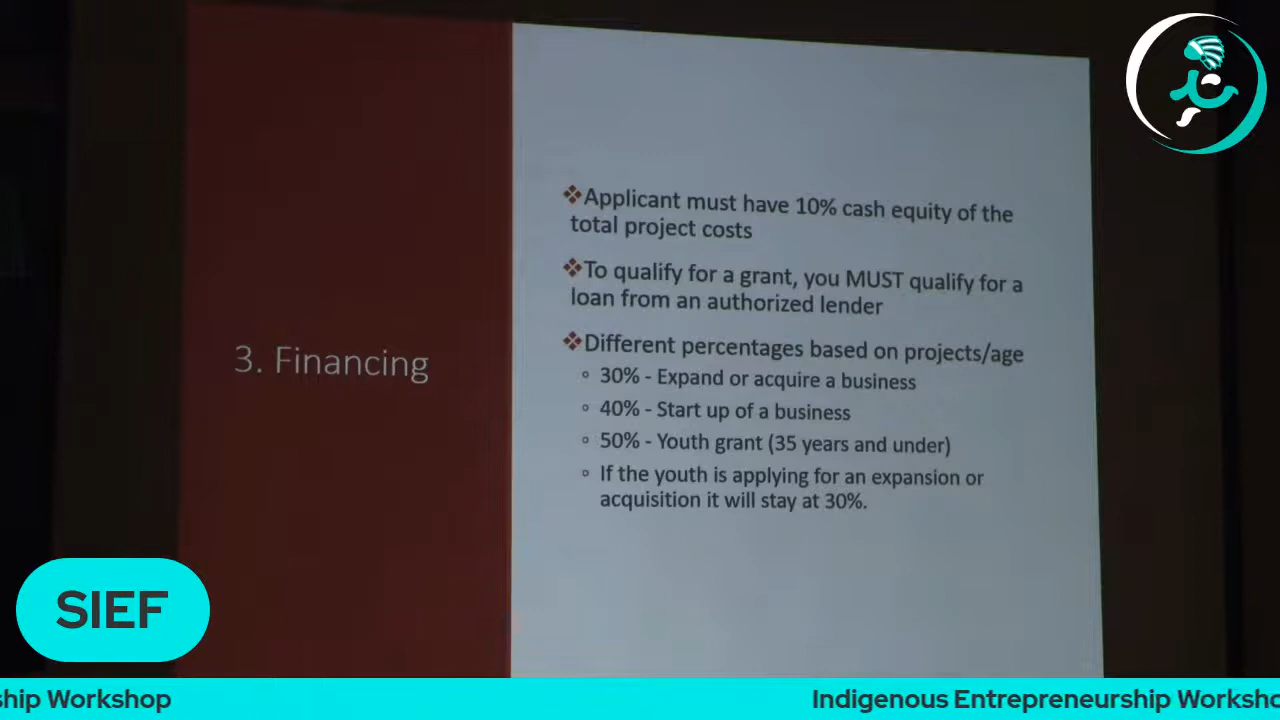 3. Financing
❖Applicant must have 10% cash equity of the
total project costs
❖To qualify for a grant, you MUST qualify for a
loan from an authorized lender
❖Different percentages based on projects/age
○ 30% - Expand or acquire a business
○ 40% - Start up of a business
○ 50% - Youth grant (35 years and under)
○ If the youth is applying for an expansion or
acquisition it will stay at 30%.
SIEF
ship Workshop
Indigenous Entrepreneurship Worksho